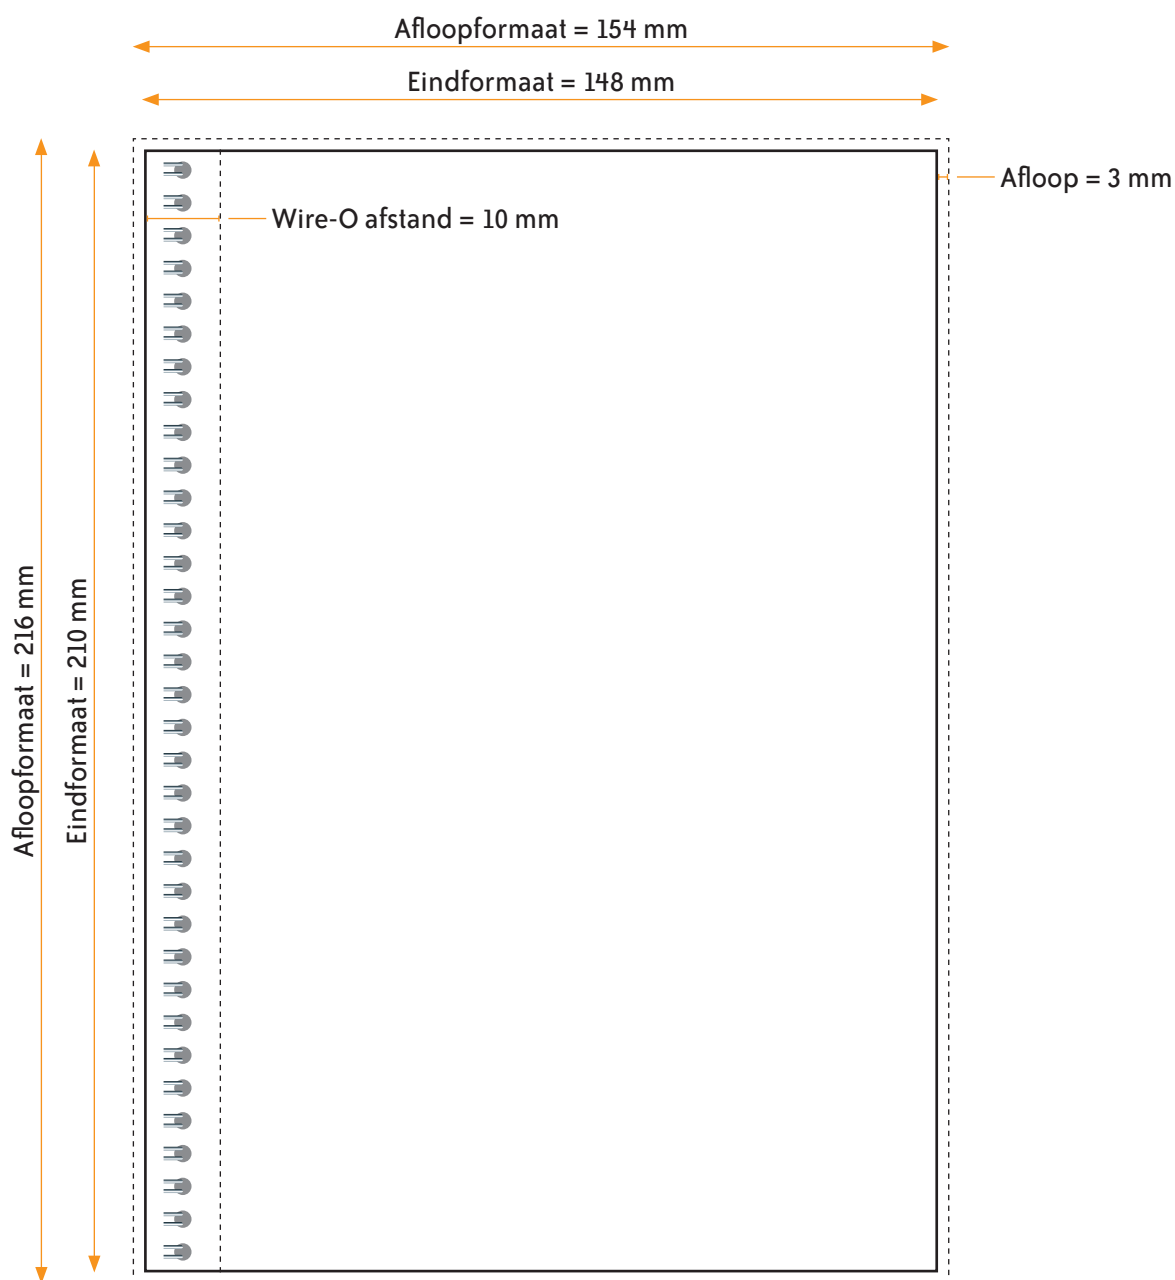 Afloopformaat = 154 mm
Eindformaat = 148 mm
Afloop = 3 mm
Wire-O afstand = 10 mm
Afloopformaat = 216 mm
Eindformaat = 210 mm